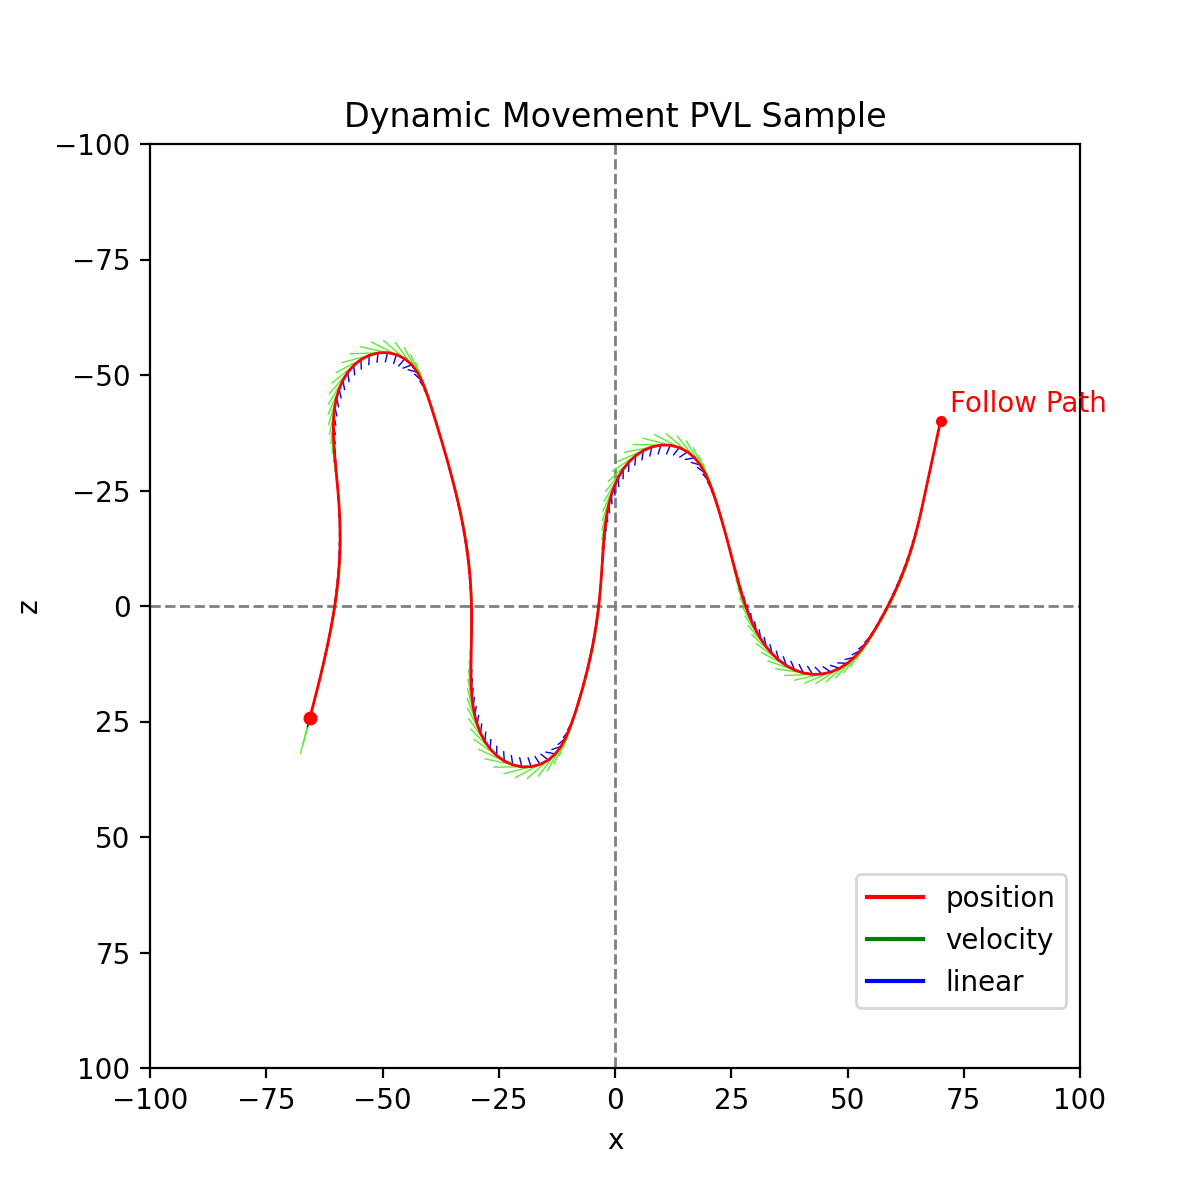 Dynamic Movement PVL Sample
−100
−75
−50
Follow Path
−25
z
0
25
50
position
velocity
75
linear
100
−100 −75 −50 −25 0 25 50 75 100
x